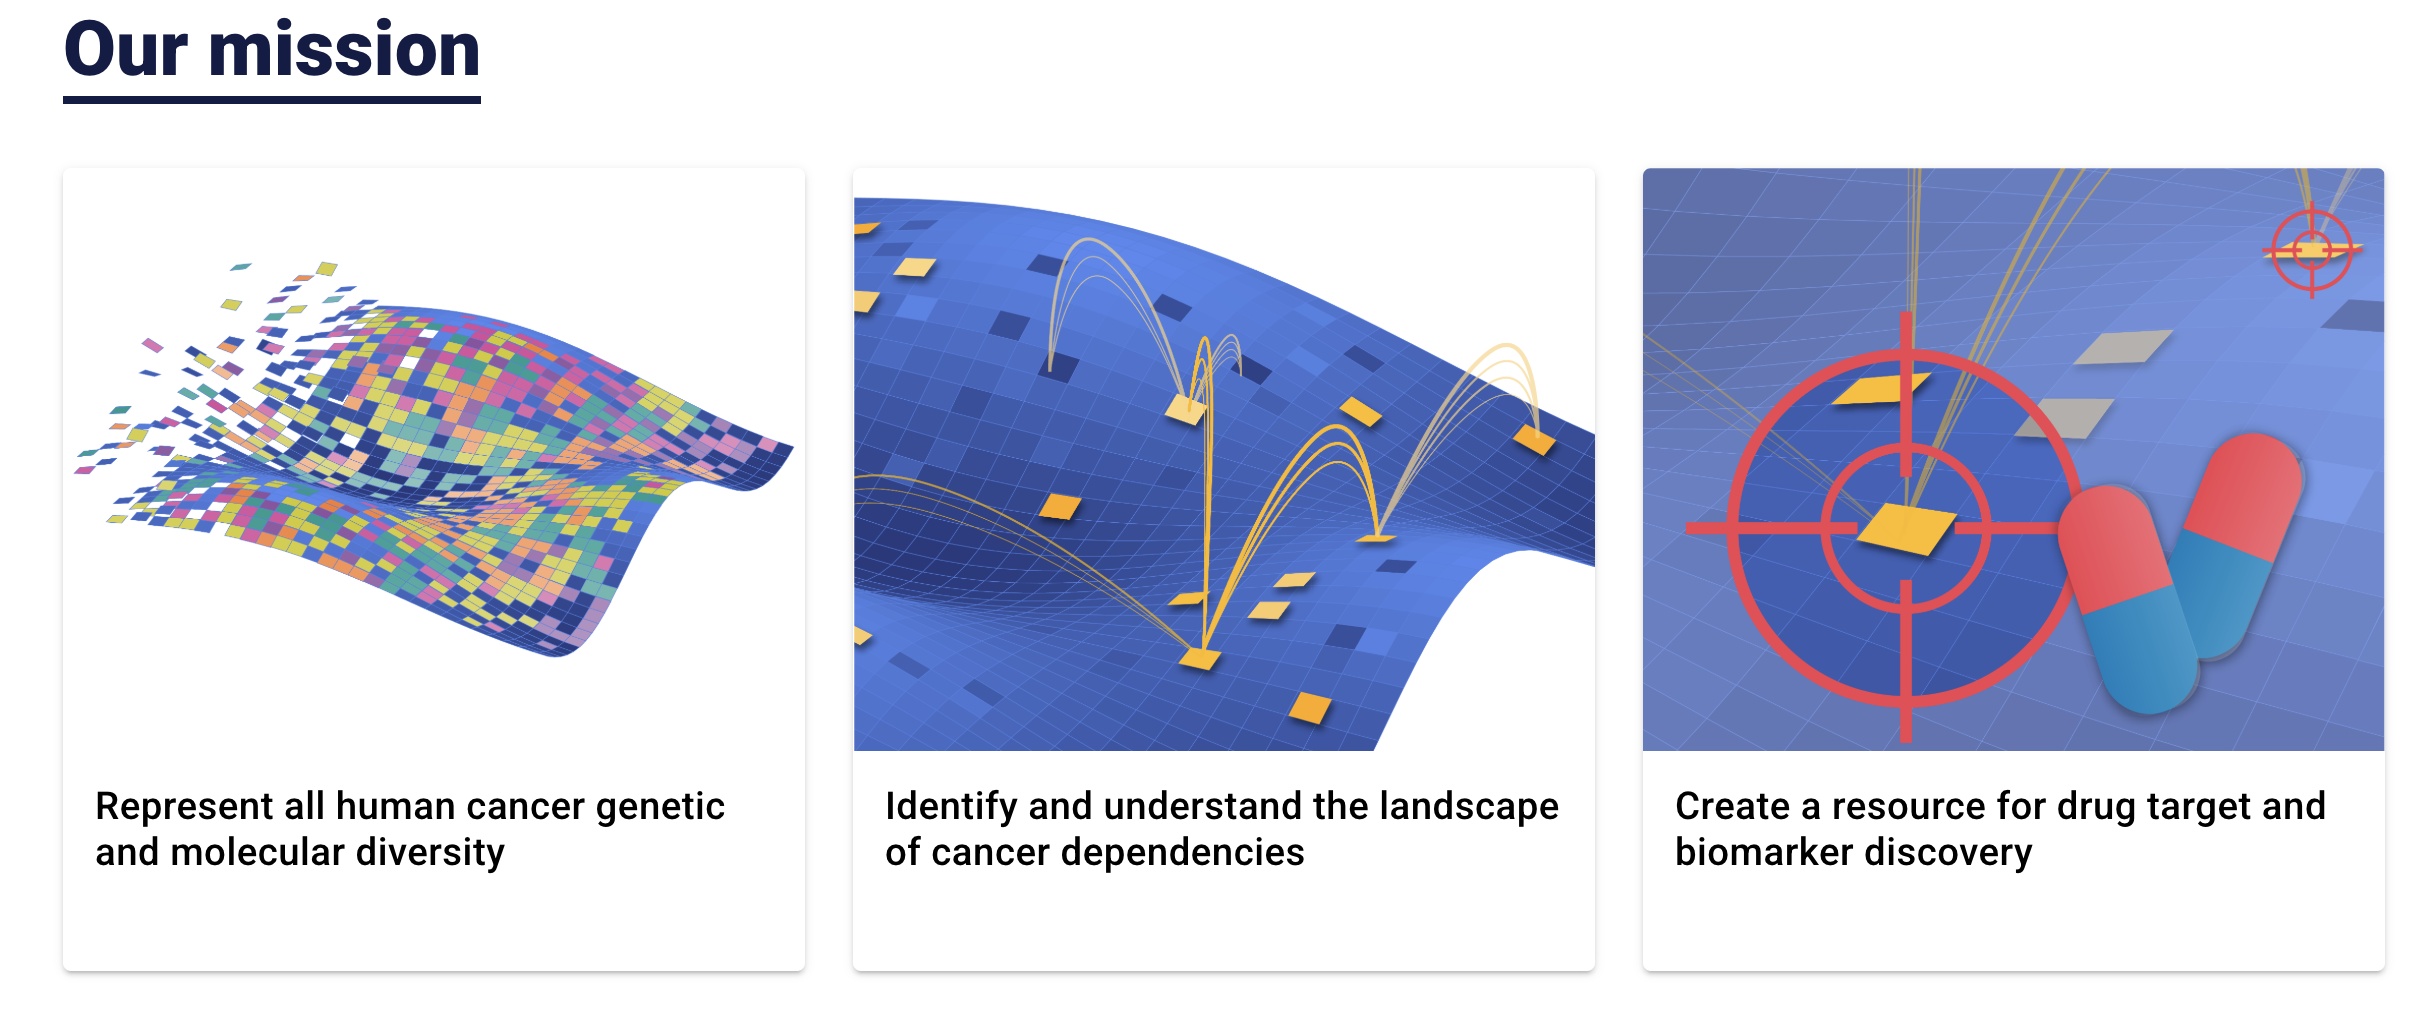 Our mission
Represent all human cancer genetic
and molecular diversity
Identify and understand the landscape
of cancer dependencies
Create a resource for drug target and
biomarker discovery